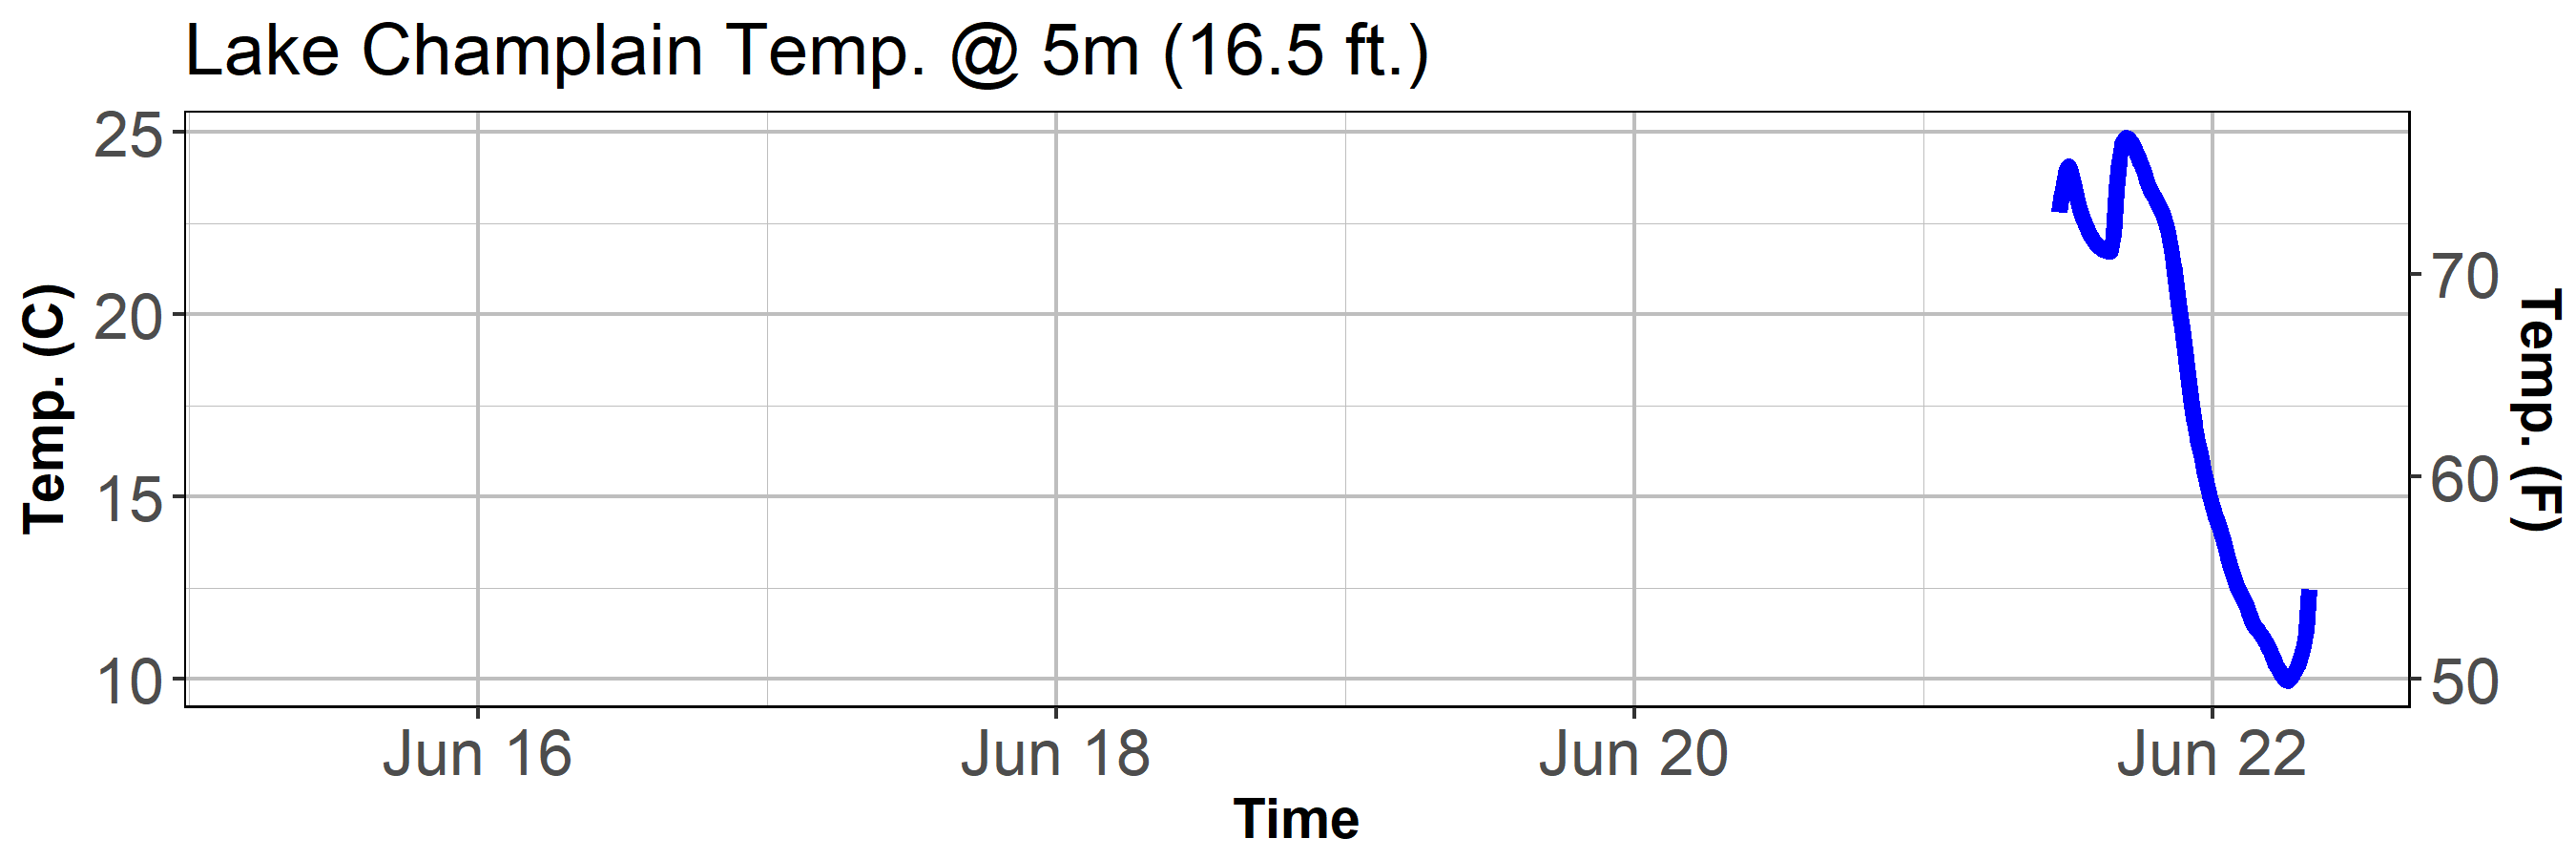 Lake Champlain Temp. @ 5m (16.5 ft.)
Temp. (C)
25
20
15
10
70
60
50
Temp. (F)
Jun 16
Jun 18
Jun 20
Jun 22
Time